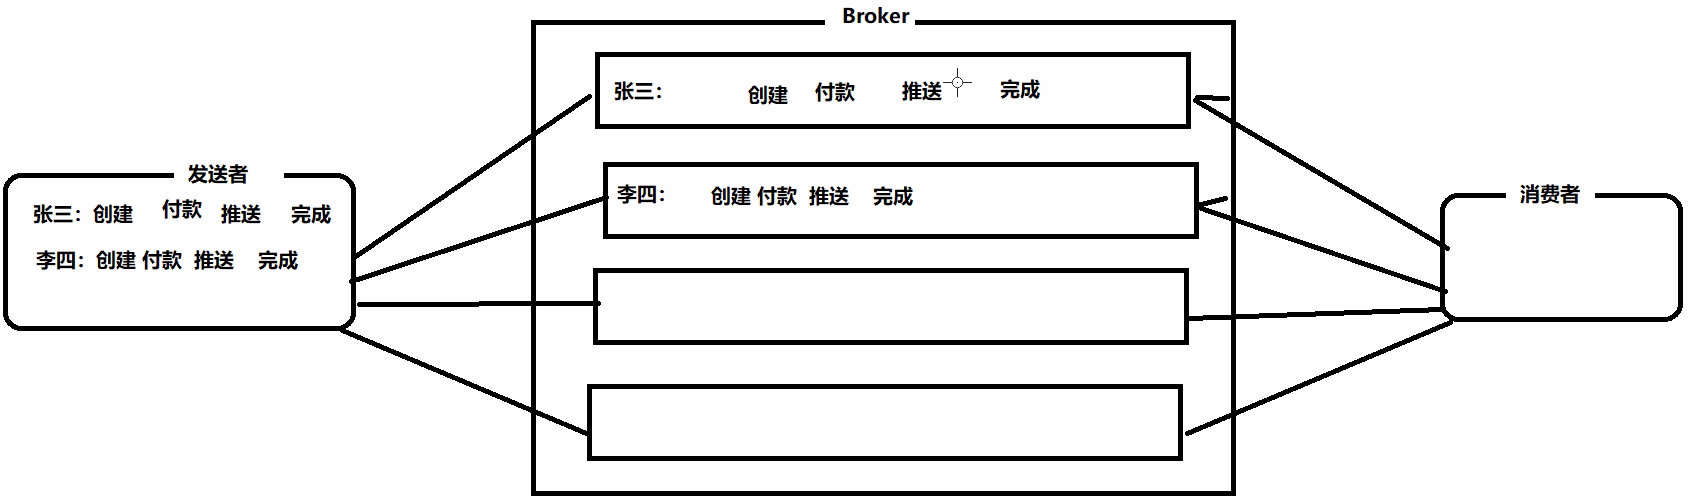 Broker
张三： 创建 付款 推送 完成
李四： 创建 付款 推送 完成
发送者
张三：创建 付款 推送 完成
李四：创建 付款 推送 完成
消费者